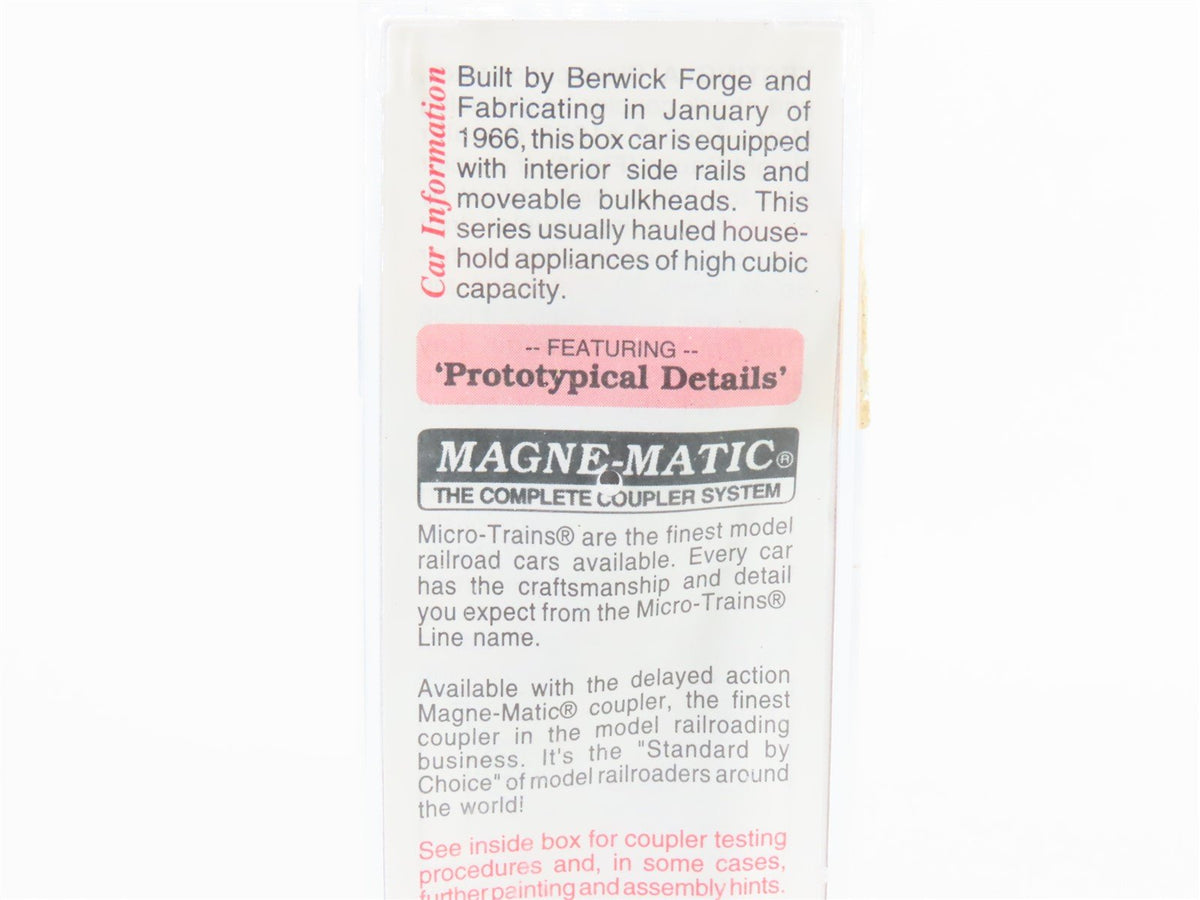 Car Information
Built by Berwick Forge and
Fabricating in January of
1966, this box car is equipped
with interior side rails and
moveable bulkheads. This
series usually hauled house-
hold appliances of high cubic
capacity.
-- FEATURING --
'Prototypical Details'
MAGNE-MATIC®
THE COMPLETE COUPLER SYSTEM
Micro-Trains® are the finest model
railroad cars available. Every car
has the craftsmanship and detail
you expect from the Micro-Trains®
Line name.
Available with the delayed action
Magne-Matic® coupler, the finest
coupler in the model railroading
business. It's the "Standard by
Choice" of model railroaders around
the world!
See inside box for coupler testing
procedures and, in some cases,
further painting and assembly hints.